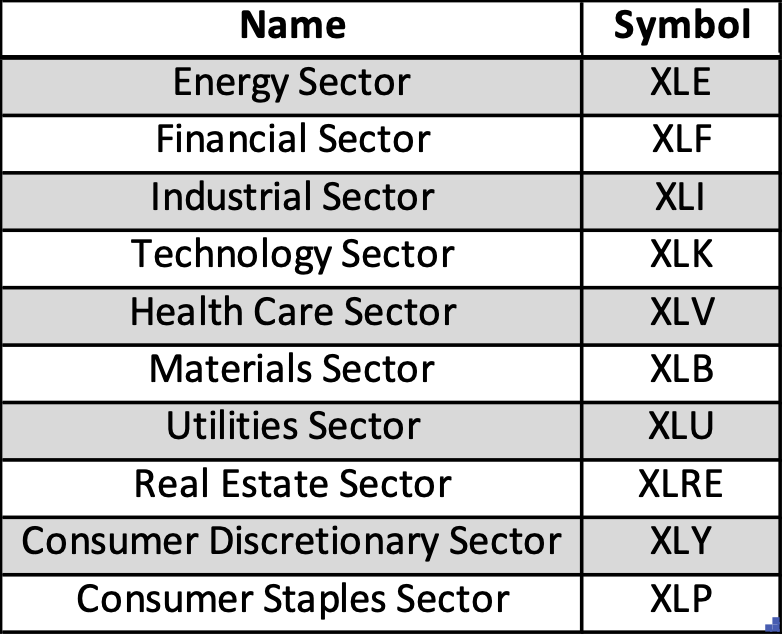 Name Symbol
Energy Sector XLE
Financial Sector XLF
Industrial Sector XLI
Technology Sector XLK
Health Care Sector XLV
Materials Sector XLB
Utilities Sector XLU
Real Estate Sector XLRE
Consumer Discretionary Sector XLY
Consumer Staples Sector XLP